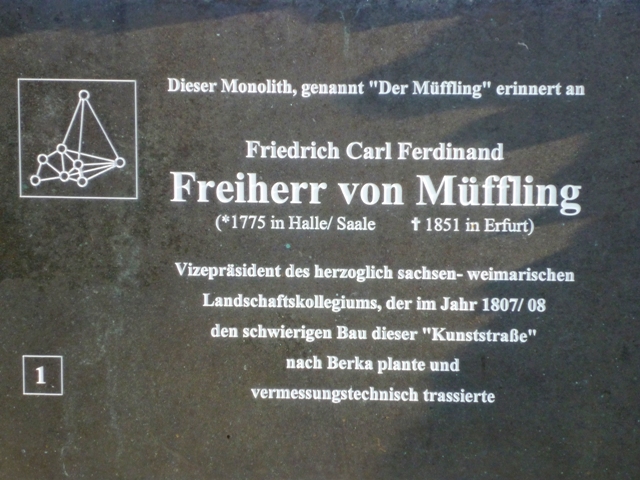 Dieser Monolith, genannt "Der Müffling" erinnert an
Friedrich Carl Ferdinand
Freiherr von Müffling
(*1775 in Halle/ Saale ✝ 1851 in Erfurt)
Vizepräsident des herzoglich sachsen- weimarischen
Landschaftskollegiums, der im Jahr 1807/ 08
den schwierigen Bau dieser "Kunststraße"
nach Berka plante und
vermessungstechnisch trassierte
1